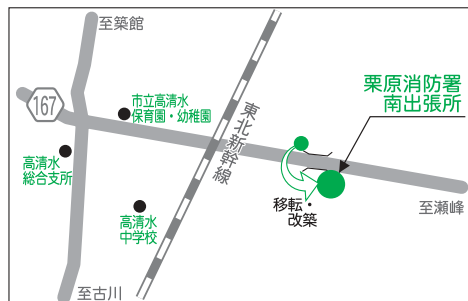 至築館
167
市立高清水
保育園・幼稚園
東北新幹線
栗原消防署
南出張所
高清水
総合支所
高清水
中学校
移転・
改築
至瀬峰
至古川